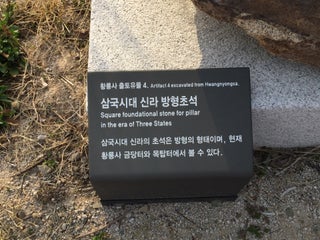 황룡사 출토유물 4. Artifact 4 excavated from Hwangnyongsa.
삼국시대 신라 방형초석
Square foundational stone for pillar
in the era of Three States
삼국시대 신라의 초석은 방형의 형태이며, 현재
황룡사 금당터와 목탑터에서 볼 수 있다.